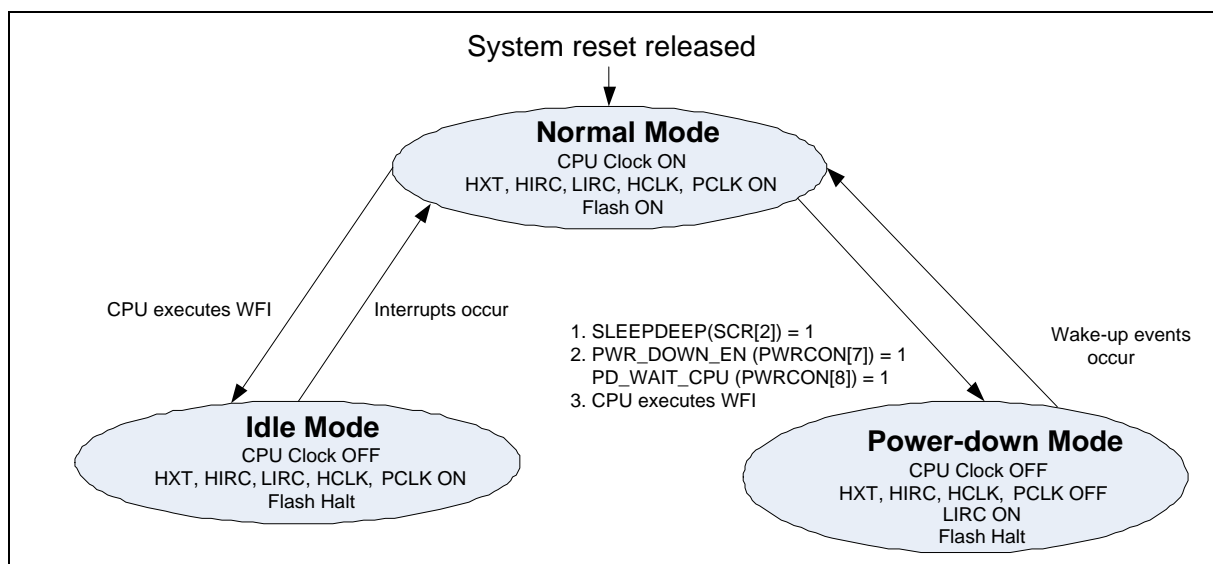 System reset released
Normal Mode
CPU Clock ON
HXT, HIRC, LIRC, HCLK, PCLK ON
Flash ON
CPU executes WFI
Interrupts occur
1. SLEEPDEEP(SCR[2]) = 1
2. PWR_DOWN_EN (PWRCON[7]) = 1
PD_WAIT_CPU (PWRCON[8]) = 1
3. CPU executes WFI
Wake-up events
occur
Idle Mode
CPU Clock OFF
HXT, HIRC, LIRC, HCLK, PCLK ON
Flash Halt
Power-down Mode
CPU Clock OFF
HXT, HIRC, HCLK, PCLK OFF
LIRC ON
Flash Halt